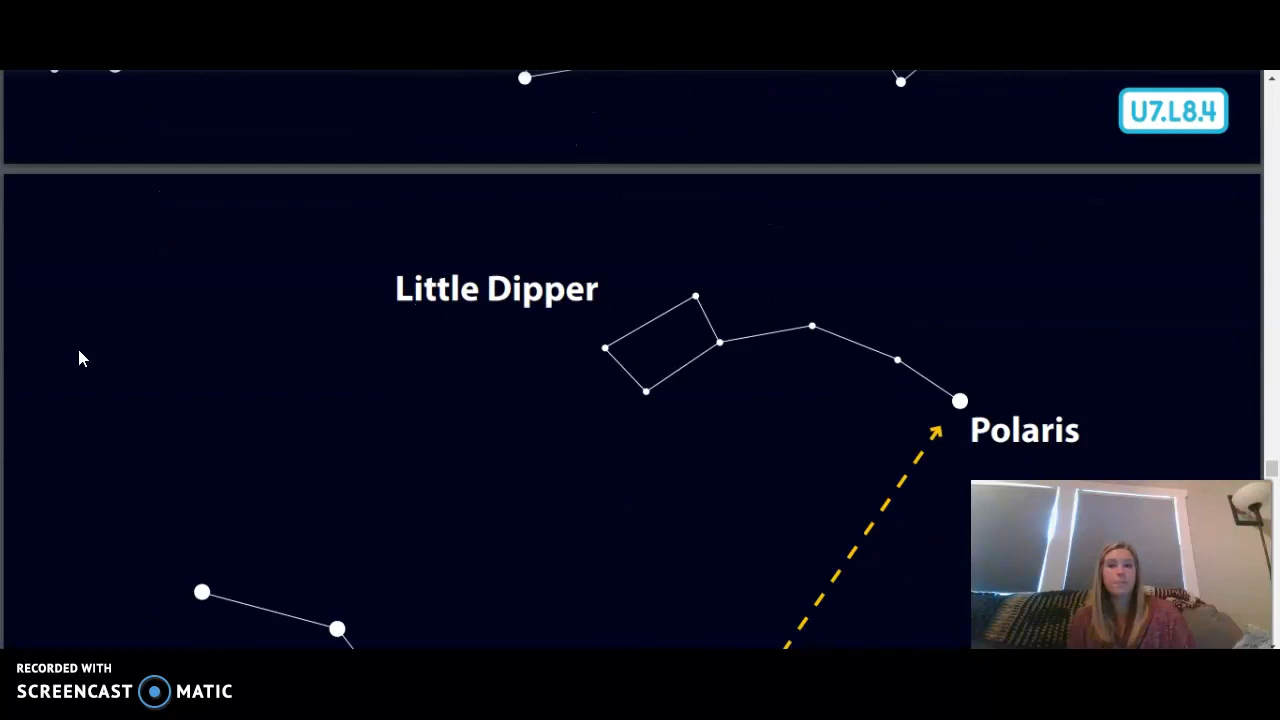 U7.L8.4
Little Dipper
Polaris
RECORDED WITH
SCREENCAST MATIC